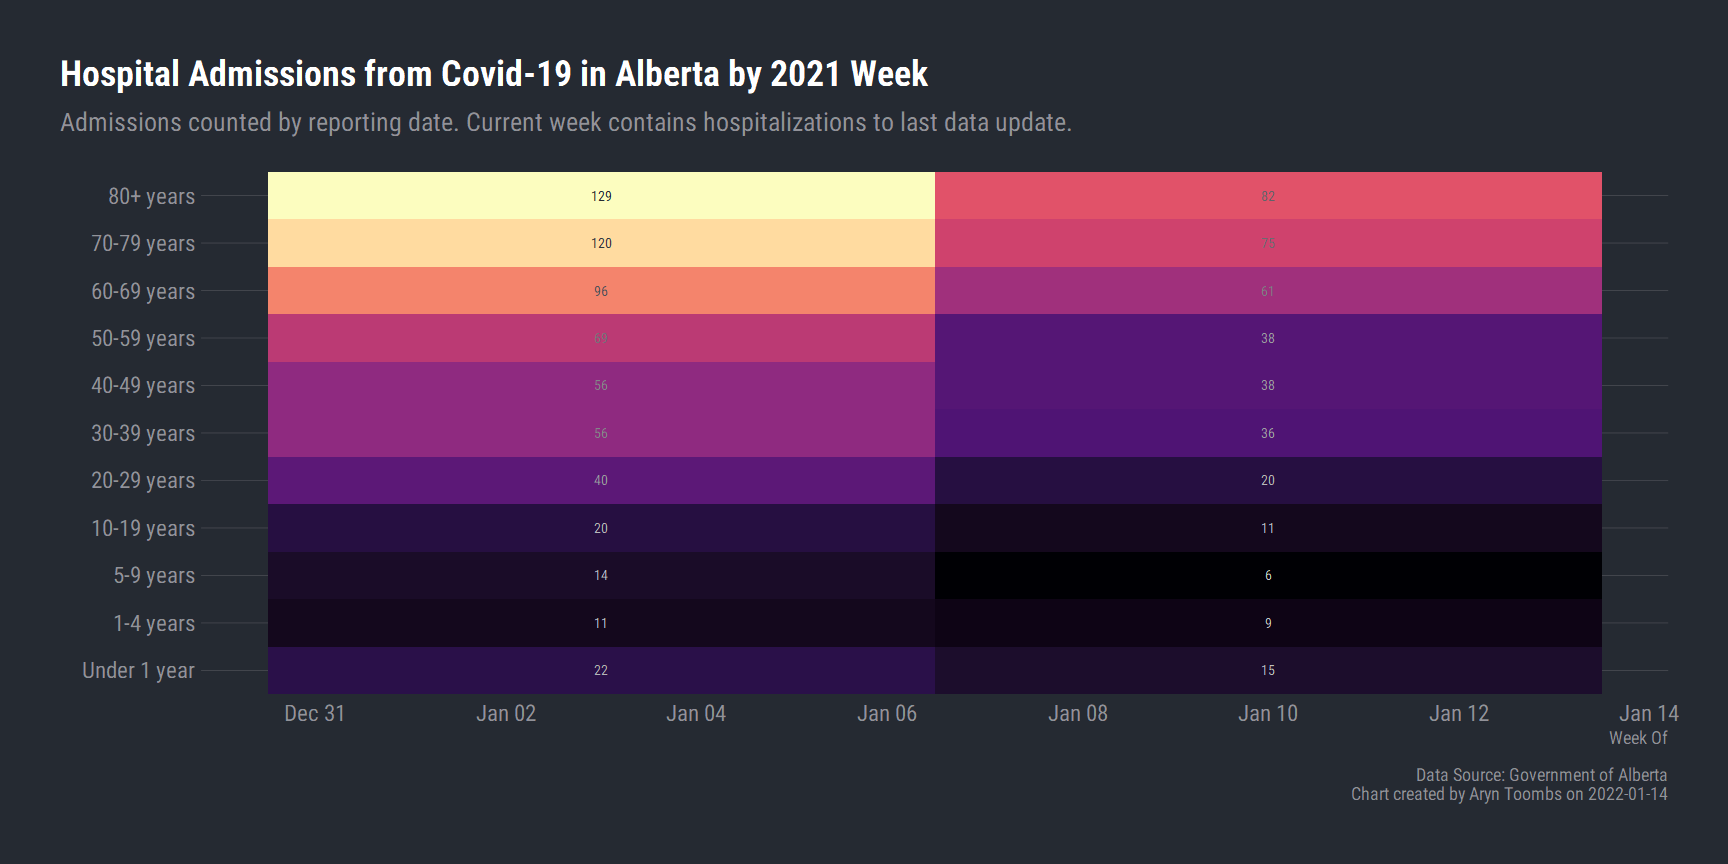 Hospital Admissions from Covid-19 in Alberta by 2021 Week
Admissions counted by reporting date. Current week contains hospitalizations to last data update.
80+ years 129 82
70-79 years 120 75
60-69 years 96 61
50-59 years 69 38
40-49 years 56 38
30-39 years 56 36
20-29 years 40 20
10-19 years 20 11
5-9 years 14 6
1-4 years 11 9
Under 1 year 22 15
Dec 31 Jan 02 Jan 04 Jan 06 Jan 08 Jan 10 Jan 12 Jan 14
Week Of
Data Source: Government of Alberta
Chart created by Aryn Toombs on 2022-01-14